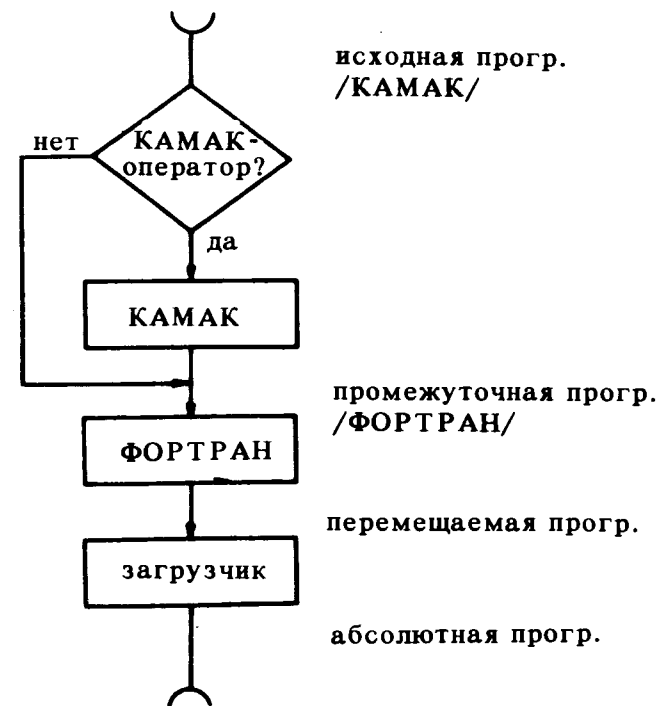 исходная прогр.
/КАМАК/
нет
КАМАК-
оператор?
да
КАМАК
промежуточная прогр.
/ФОРТРАН/
ФОРТРАН
перемещаемая прогр.
загрузчик
абсолютная прогр.